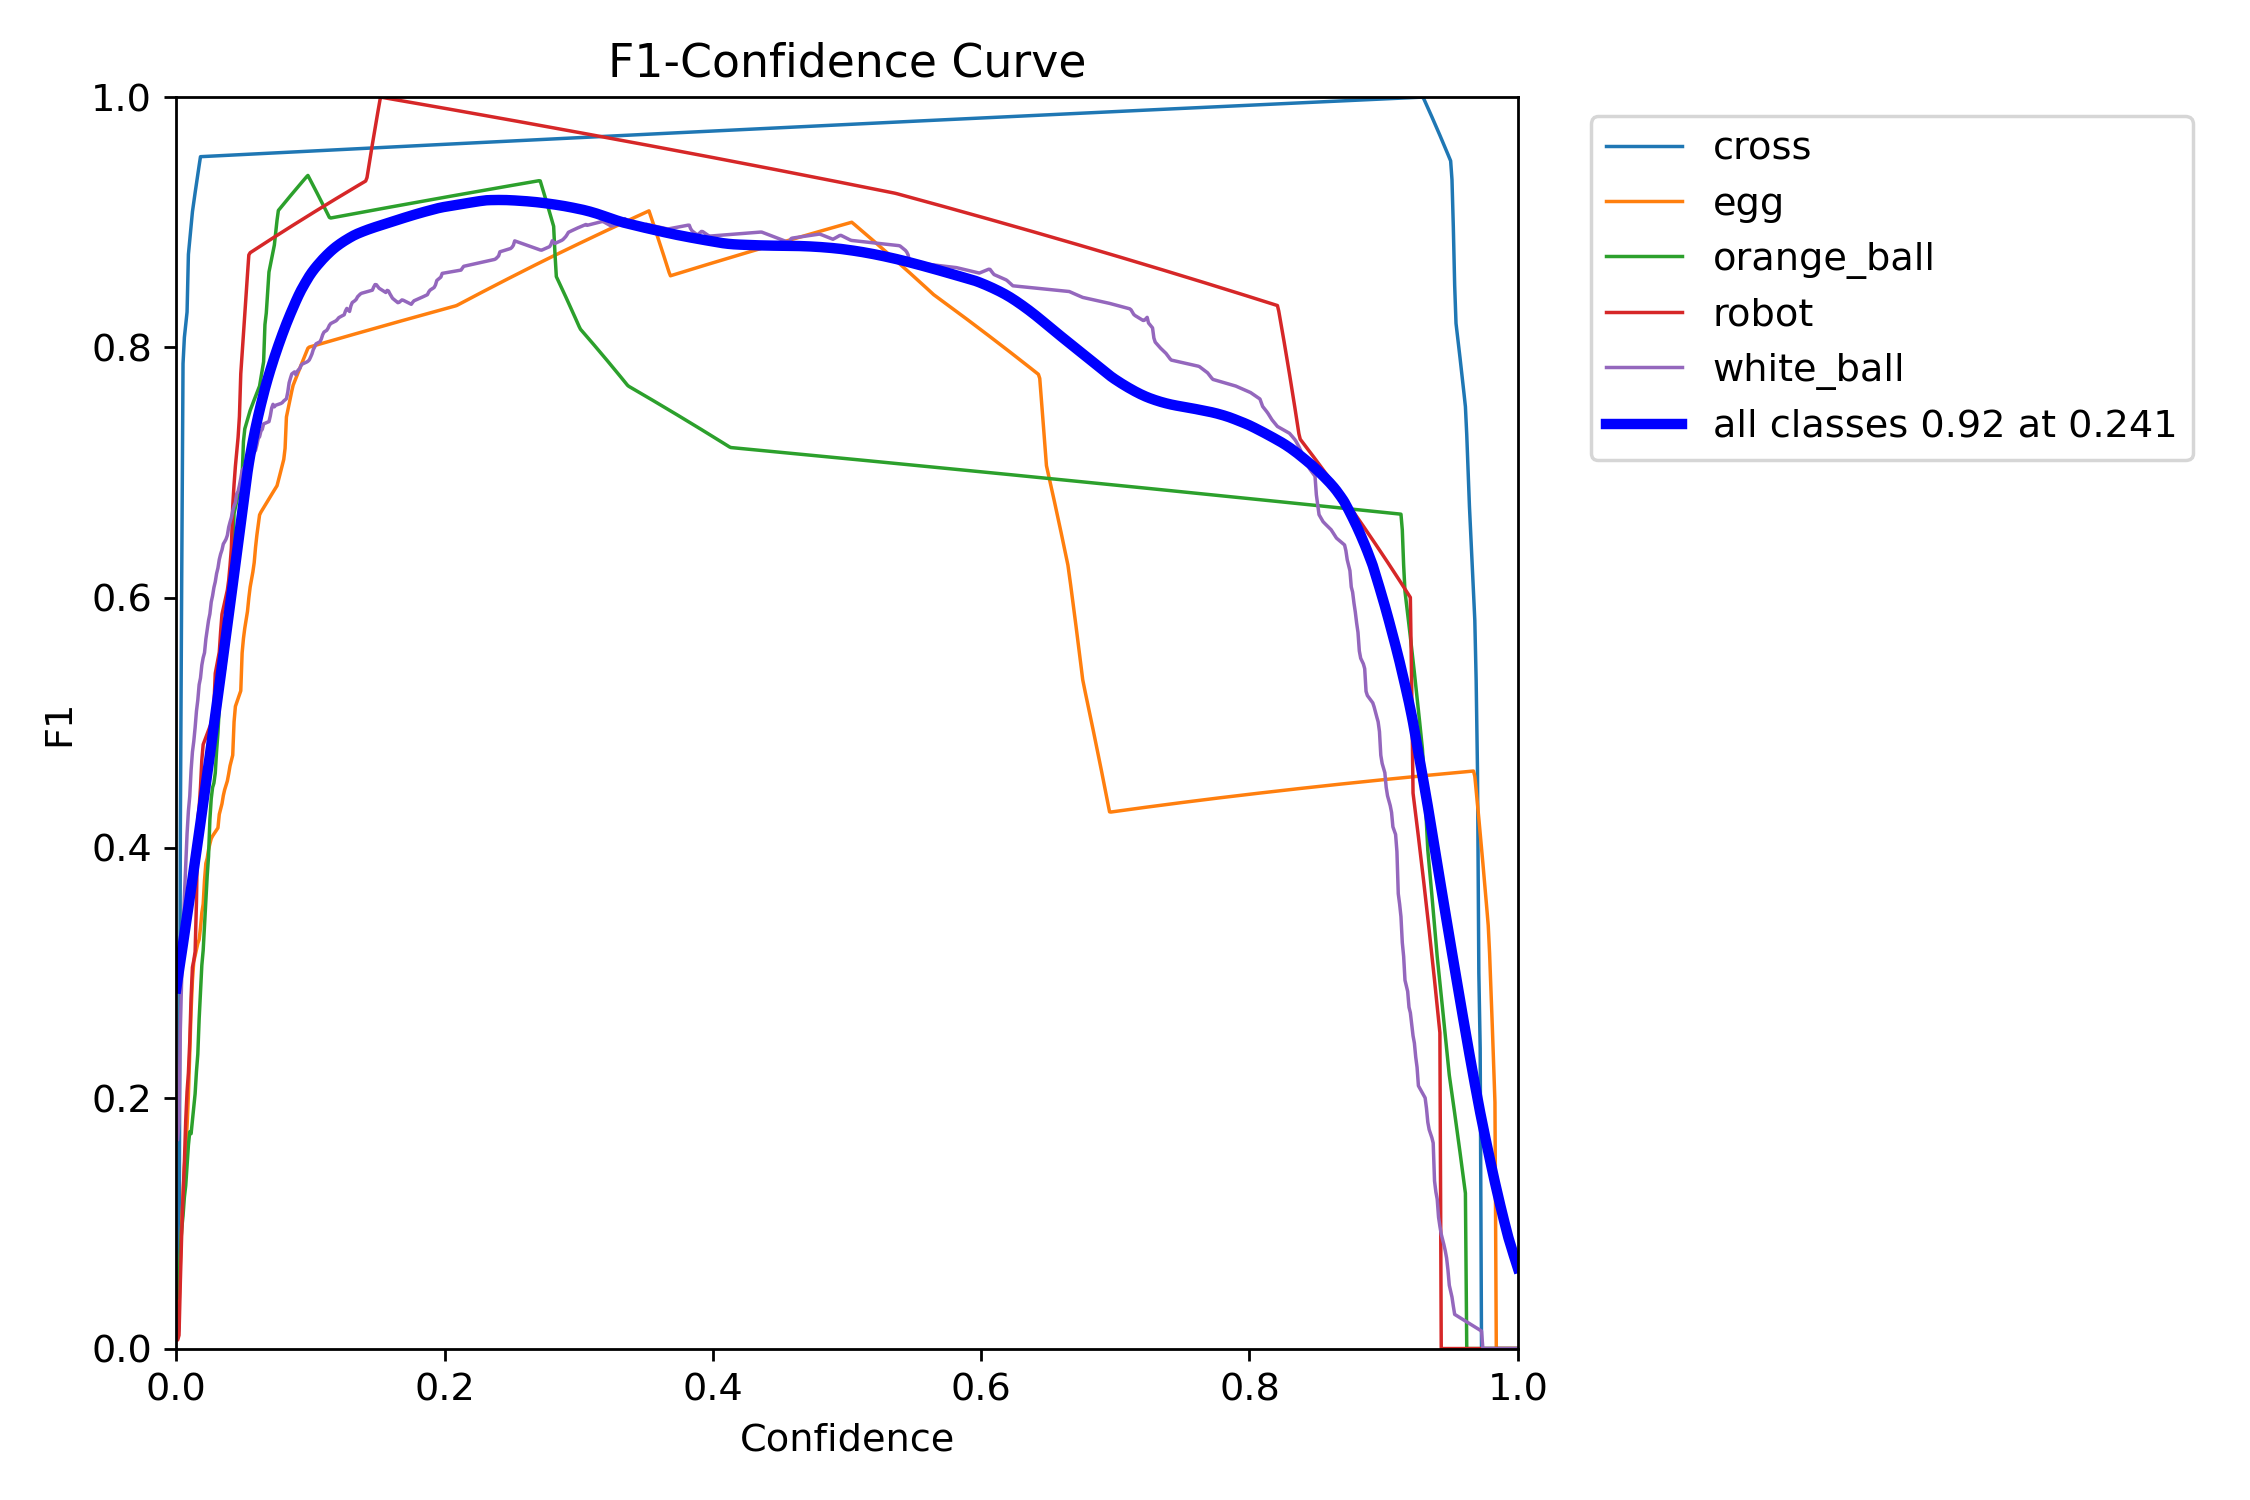 F1-Confidence Curve
1.0
0.8
0.6
0.4
0.2
0.0
F1
0.0 0.2 0.4 0.6 0.8 1.0
Confidence
cross
egg
orange_ball
robot
white_ball
all classes 0.92 at 0.241